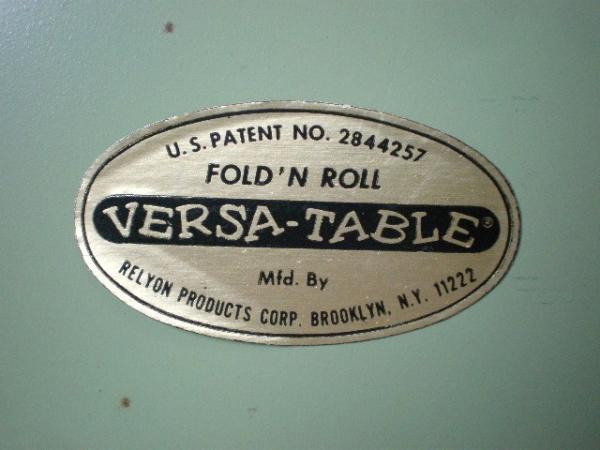 U.S. PATENT NO. 2844257
FOLD 'N ROLL
VERSA-TABLE®
Mfd. By
RELYON PRODUCTS CORP. BROOKLYN, N.Y. 11222